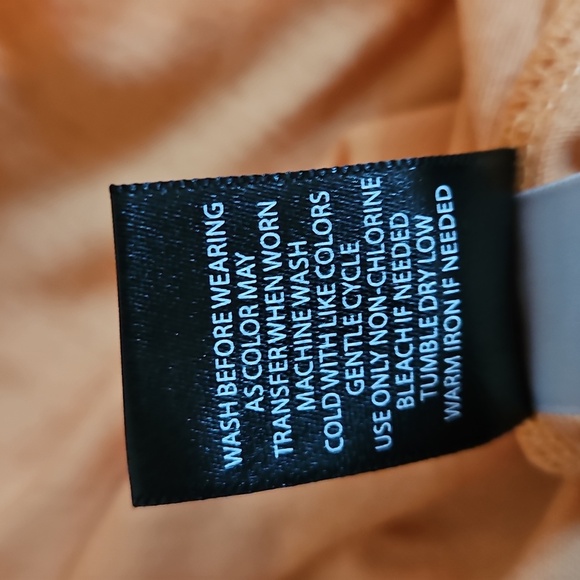 WASH BEFORE WEARING
AS COLOR MAY
TRANSFER WHEN WORN
MACHINE WASH
COLD WITH LIKE COLORS
GENTLE CYCLE
USE ONLY NON-CHLORINE
BLEACH IF NEEDED
TUMBLE DRY LOW
WARM IRON IF NEEDED